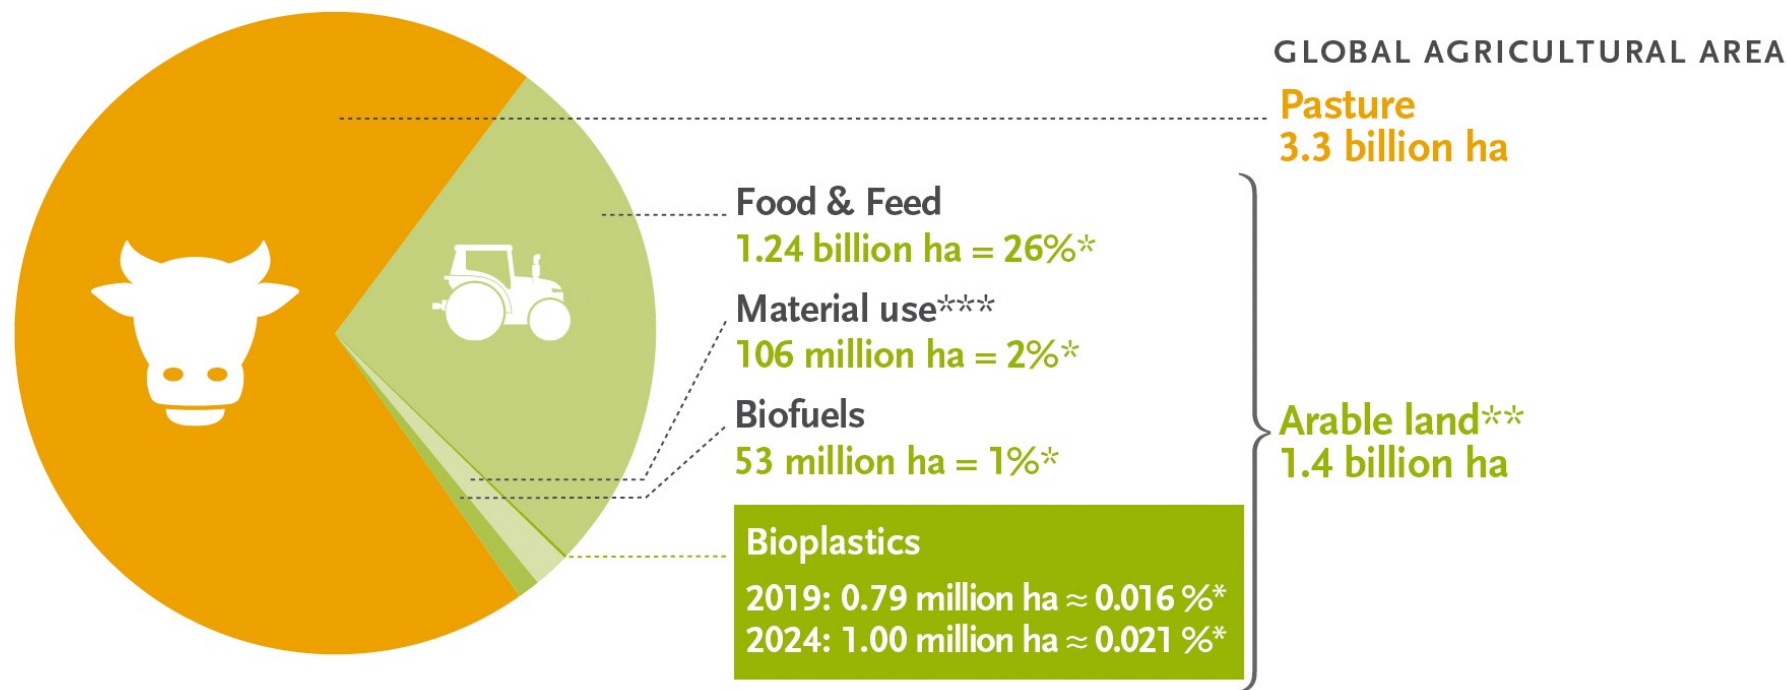 GLOBAL AGRICULTURAL AREA
Pasture
3.3 billion ha
Food & Feed
1.24 billion ha = 26%*
Material use***
106 million ha = 2%*
Biofuels
53 million ha = 1%*
Arable land**
1.4 billion ha
Bioplastics
2019: 0.79 million ha ≈ 0.016 %*
2024: 1.00 million ha ≈ 0.021 %*